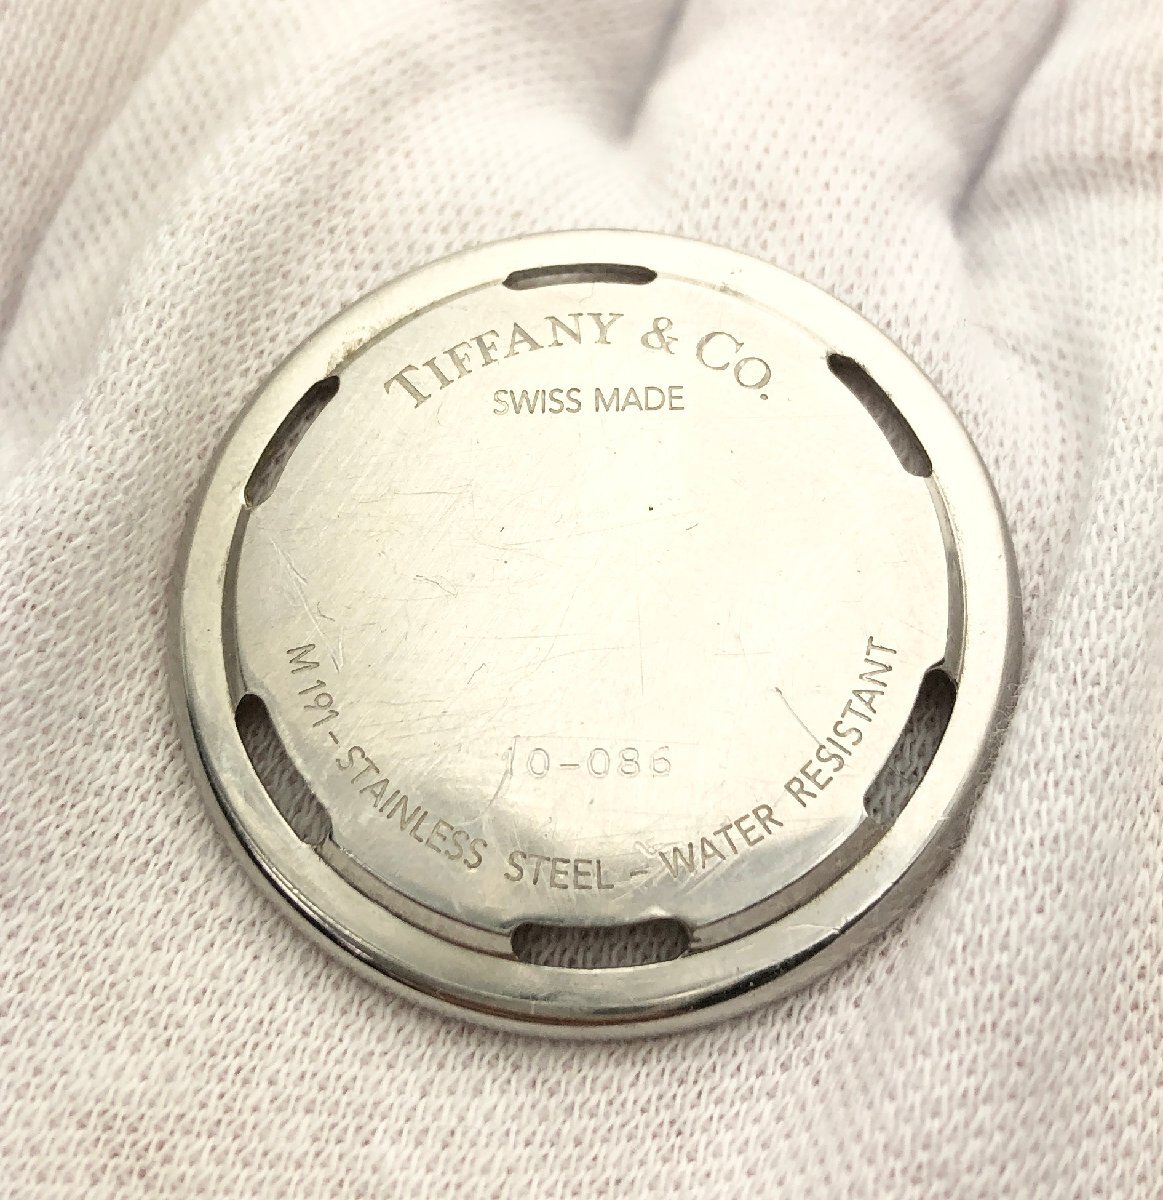 TIFFANY & CO.
SWISS MADE
10-086
M191-STAINLESS STEEL-WATER RESISTANT